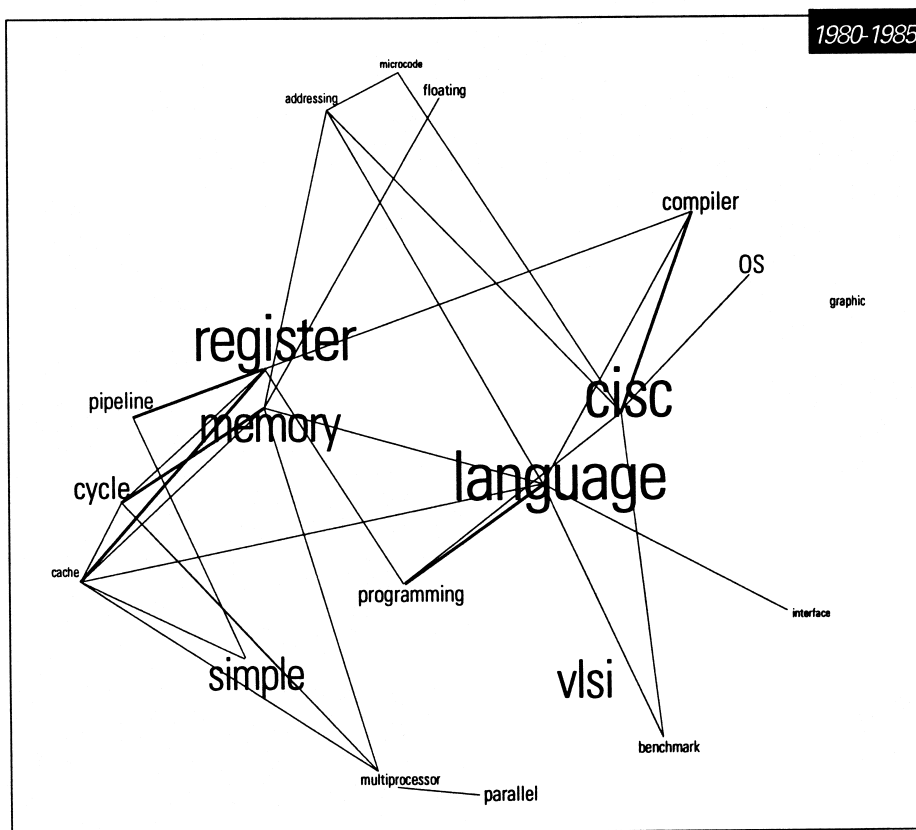 1980-1985
microcode
floating
addressing
compiler
OS
graphic
register
cisc
pipeline
memory
language
cycle
cache
programming
interface
simple
vlsi
benchmark
multiprocessor
parallel